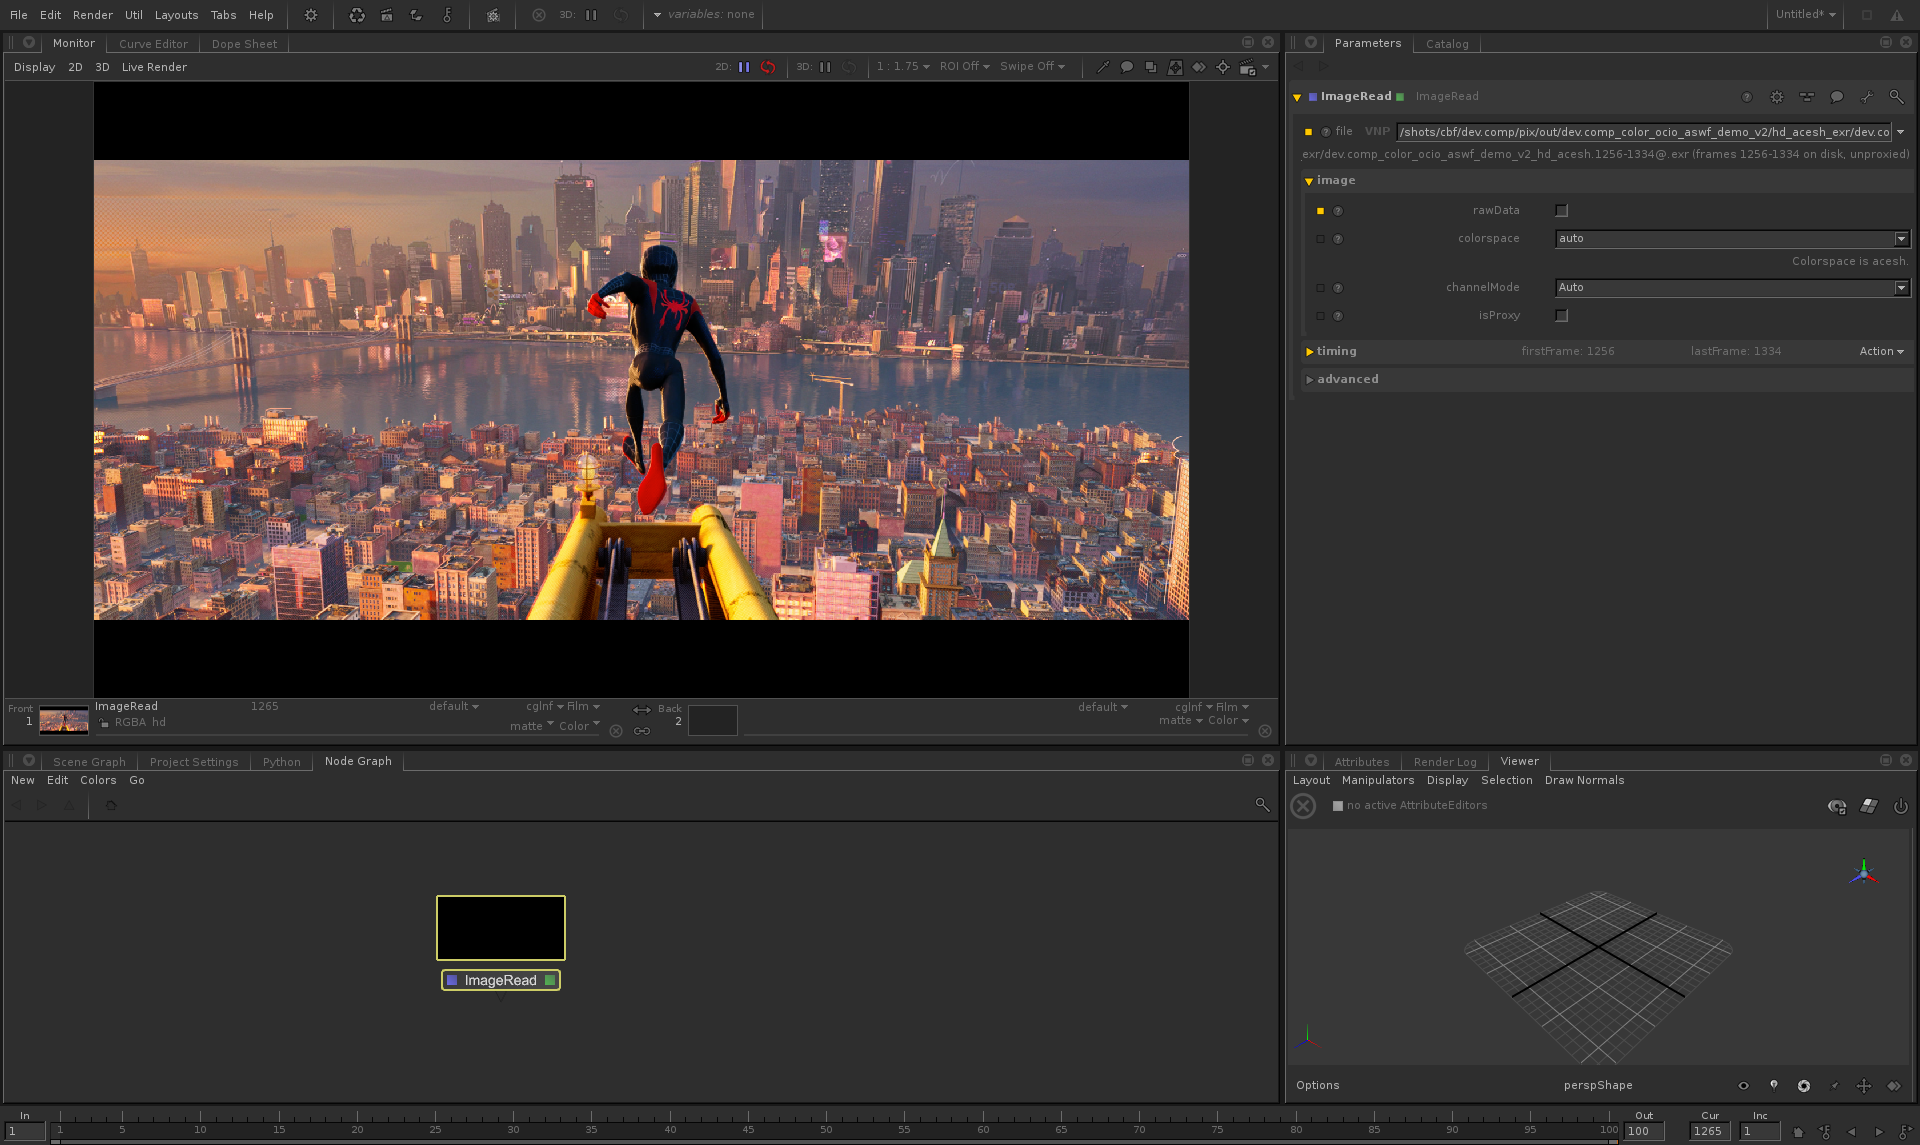 File Edit Render Util Layouts Tabs Help 3D: variables: none Untitled*
Monitor Curve Editor Dope Sheet
Display 2D 3D Live Render 2D: 3D: 1 : 1.75 ROI Off Swipe Off
Front 1 ImageRead 1265 default cgInf Film Back 2 default cgInf Film
RGBA hd matte Color matte Color
Parameters Catalog
ImageRead ImageRead
file VNP /shots/cbf/dev.comp/pix/out/dev.comp_color_ocio_aswf_demo_v2/hd_acesh_exr/dev.co
exr/dev.comp_color_ocio_aswf_demo_v2_hd_acesh.1256-1334@.exr (frames 1256-1334 on disk, unproxied)
image
rawData
colorspace auto
Colorspace is acesh.
channelMode Auto
isProxy
timing firstFrame: 1256 lastFrame: 1334 Action
advanced
Scene Graph Project Settings Python Node Graph
New Edit Colors Go
ImageRead
Attributes Render Log Viewer
Layout Manipulators Display Selection Draw Normals
no active AttributeEditors
Options perspShape
In Out Cur Inc
1 1 5 10 15 20 25 30 35 40 45 50 55 60 65 70 75 80 85 90 95 100 100 1265 1